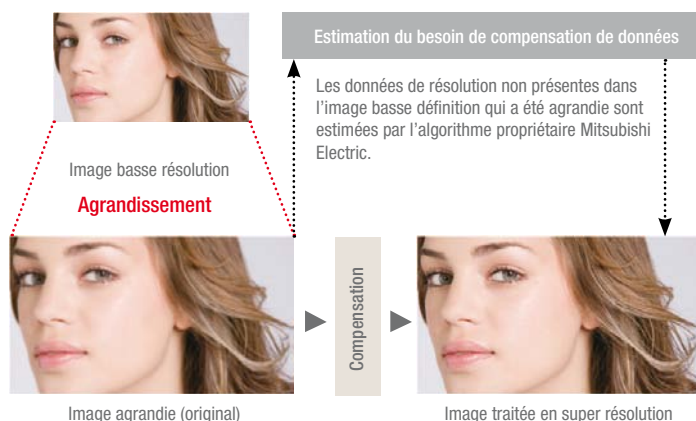 Estimation du besoin de compensation de données
Les données de résolution non présentes dans
l'image basse définition qui a été agrandie sont
estimées par l'algorithme propriétaire Mitsubishi
Electric.
Image basse résolution
Agrandissement
Compensation
Image agrandie (original)
Image traitée en super résolution